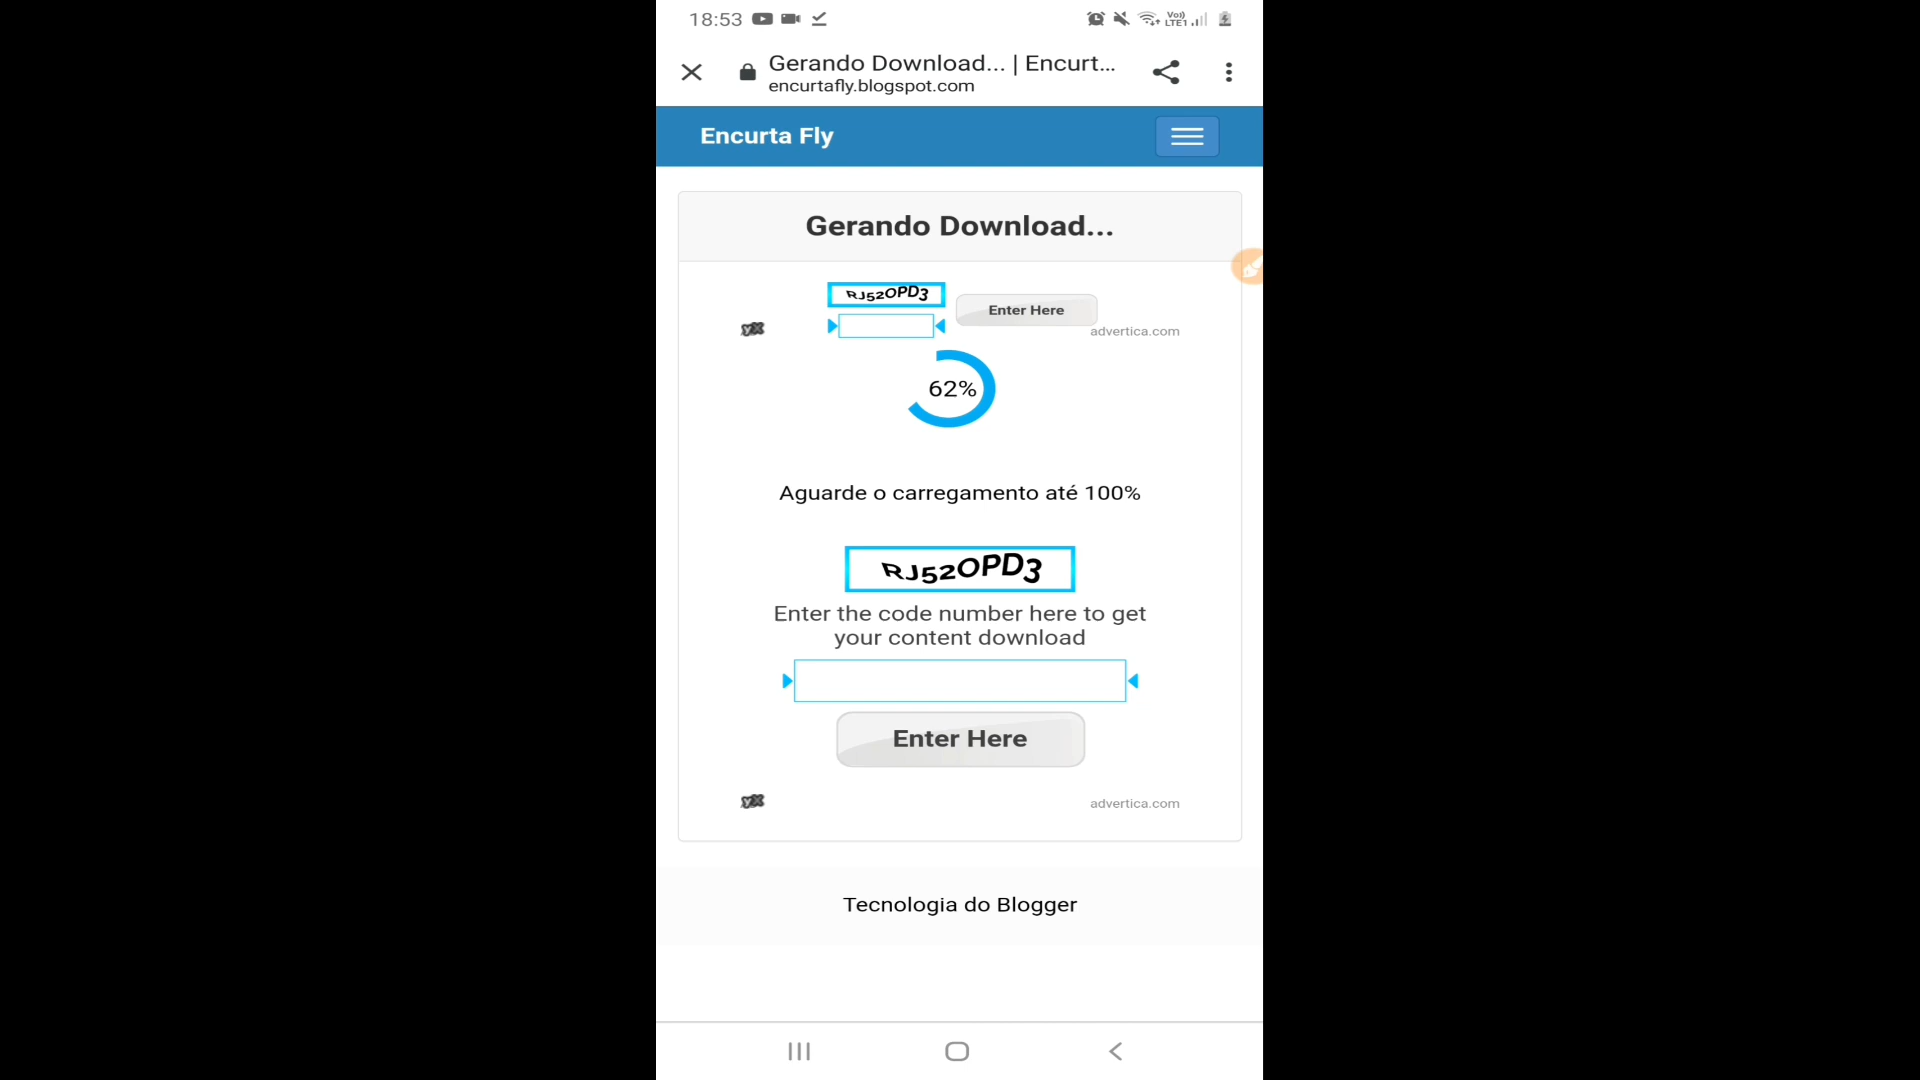 18:53
Vo))
LTE1
Gerando Download... | Encurt...
encurtafly.blogspot.com
Encurta Fly
Gerando Download...
RJ52OPD3
Enter Here
advertica.com
62%
Aguarde o carregamento até 100%
RJ52OPD3
Enter the code number here to get
your content download
Enter Here
advertica.com
Tecnologia do Blogger